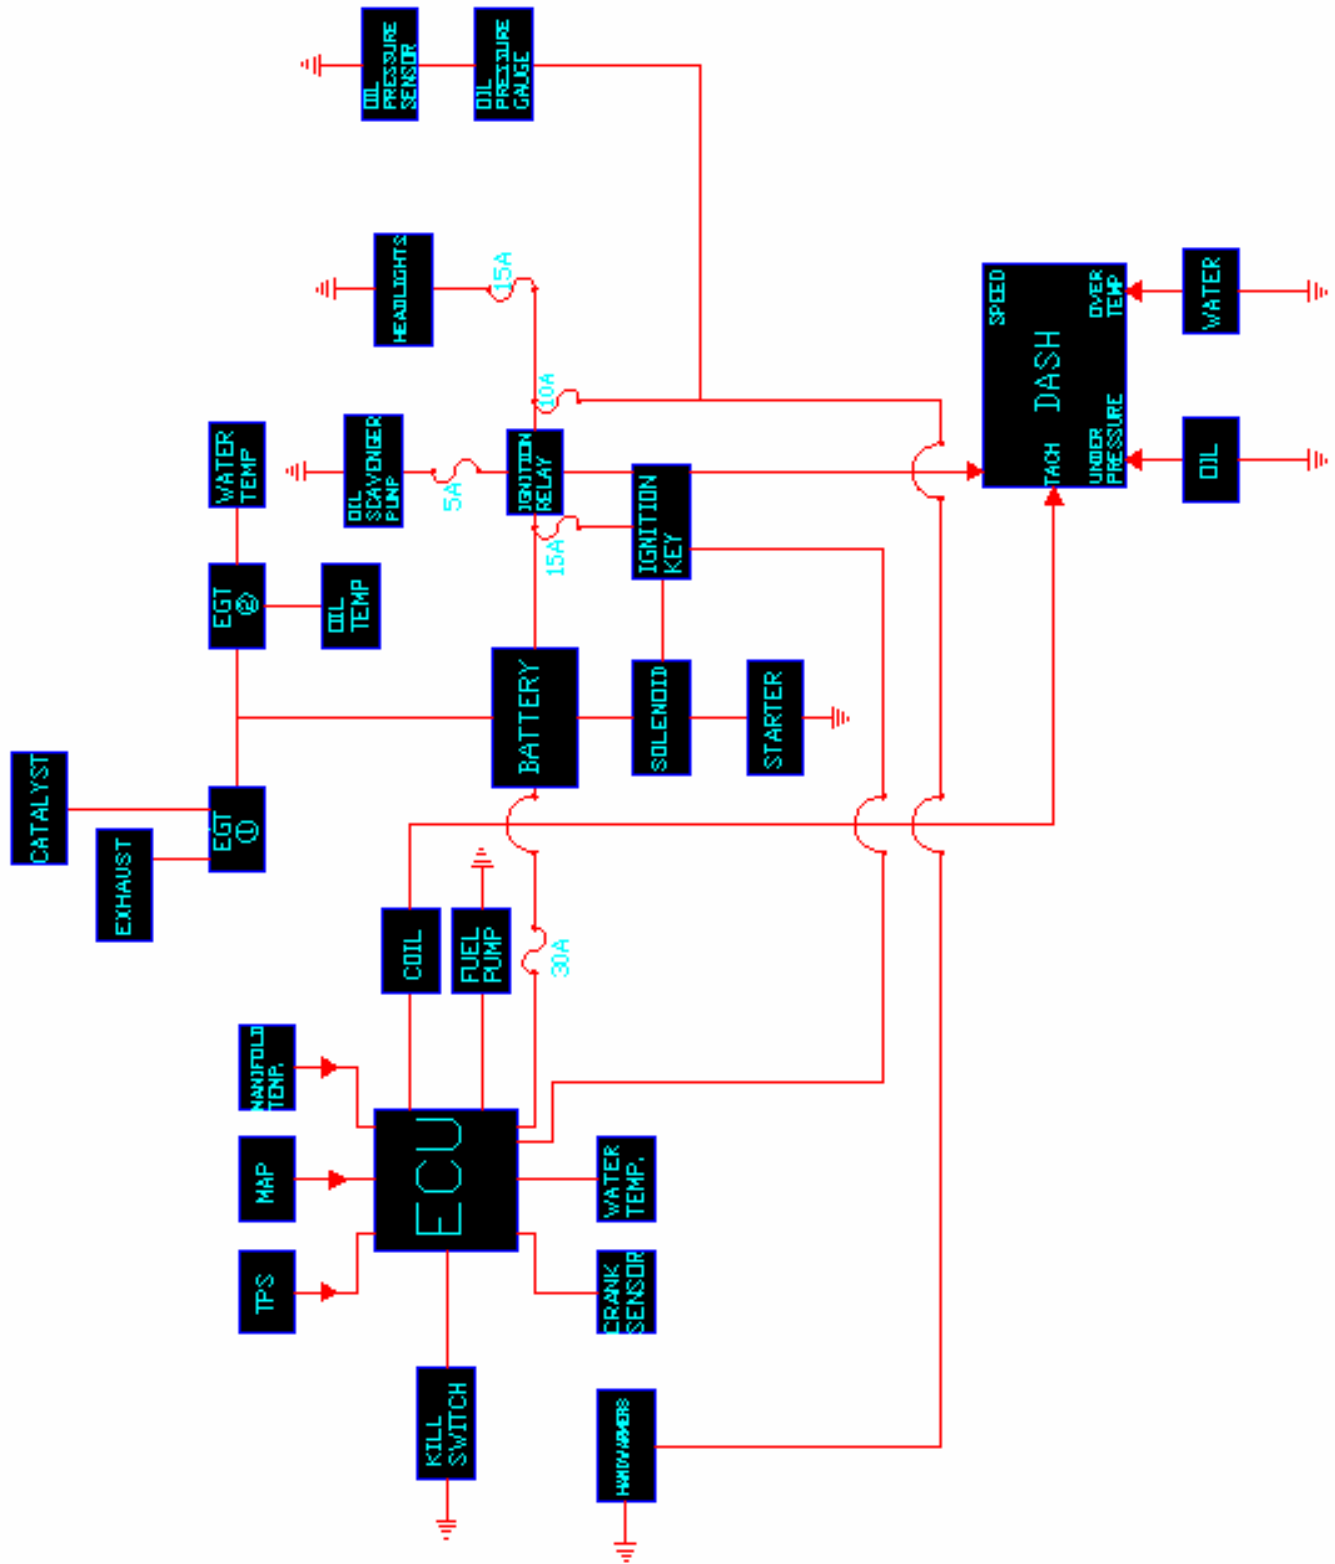 OIL
PRESSURE
SENSOR
OIL
PRESSURE
GAUGE
HEADLIGHTS
15A
SPEED
DASH
OVER
TEMP
TACH
UNDER
PRESSURE
WATER
OIL
10A
WATER
TEMP
OIL
SCAVENGER
PUMP
5A
IGNITION
RELAY
15A
IGNITION
KEY
EGT
②
OIL
TEMP
BATTERY
SOLENOID
STARTER
CATALYST
EXHAUST
EGT
①
COIL
FUEL
PUMP
30A
MANIFOLD
TEMP.
MAP
TPS
ECU
WATER
TEMP.
CRANK
SENSOR
KILL
SWITCH
HANDWARMERS